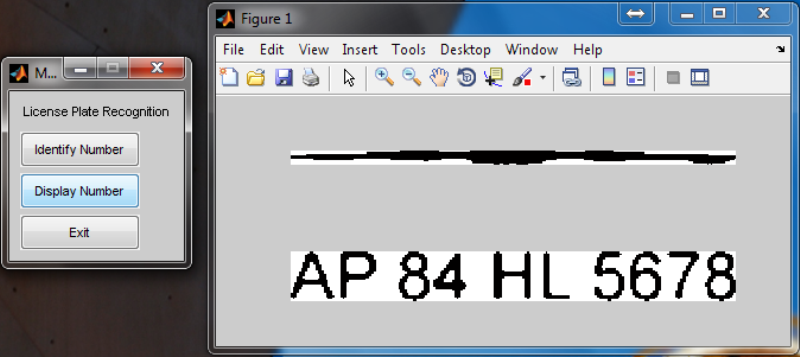 M...
License Plate Recognition
Identify Number
Display Number
Exit
Figure 1
File Edit View Insert Tools Desktop Window Help
AP 84 HL 5678